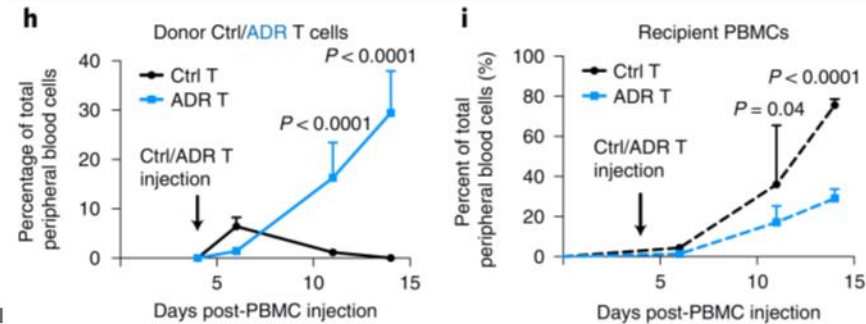 h
Donor Ctrl/ADR T cells
P < 0.0001
P < 0.0001
Ctrl T
ADR T
Ctrl/ADR T
injection
Percentage of total
peripheral blood cells
40
30
20
10
0
5
10
15
Days post-PBMC injection
i
Recipient PBMCs
P < 0.0001
P = 0.04
Ctrl T
ADR T
Ctrl/ADR T
injection
Percent of total
peripheral blood cells (%)
100
80
60
40
20
0
5
10
15
Days post-PBMC injection